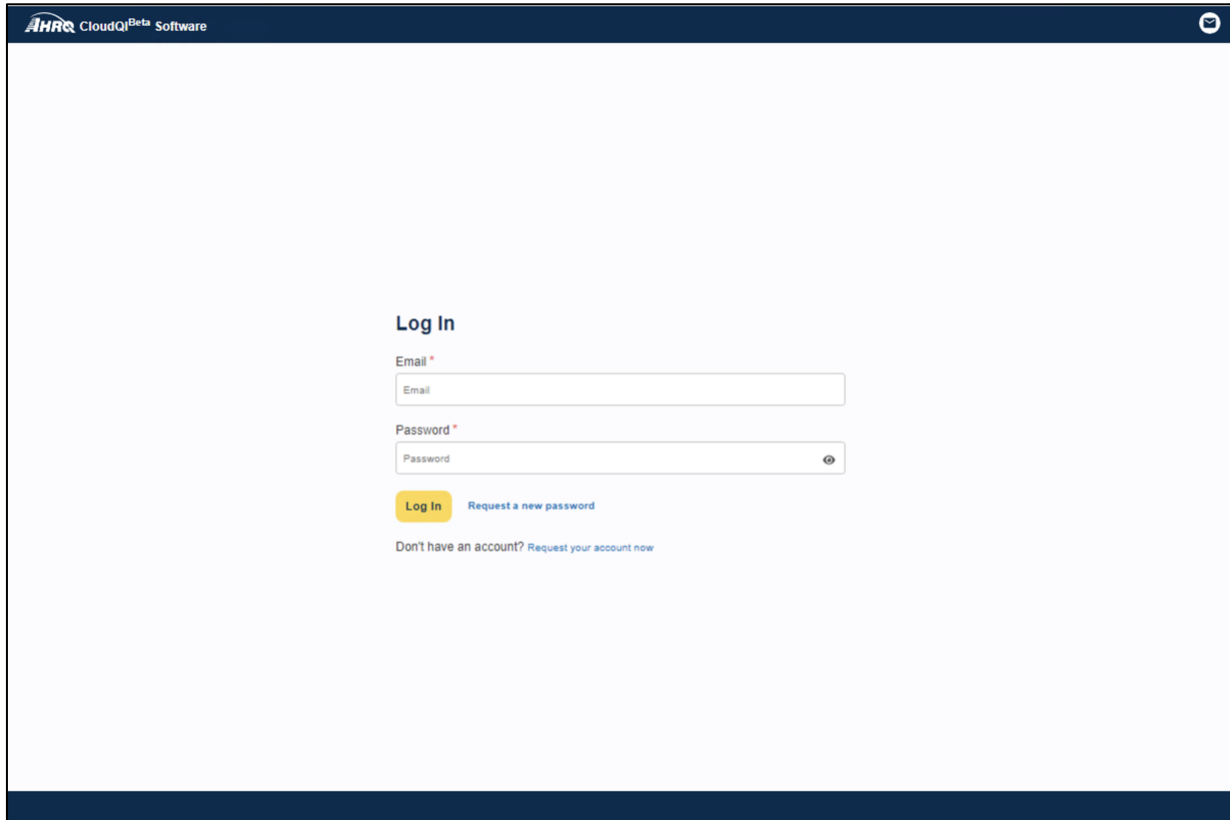 AHRQ CloudQIBeta Software
Log In
Email *
Email
Password *
Password
Log In Request a new password
Don't have an account? Request your account now